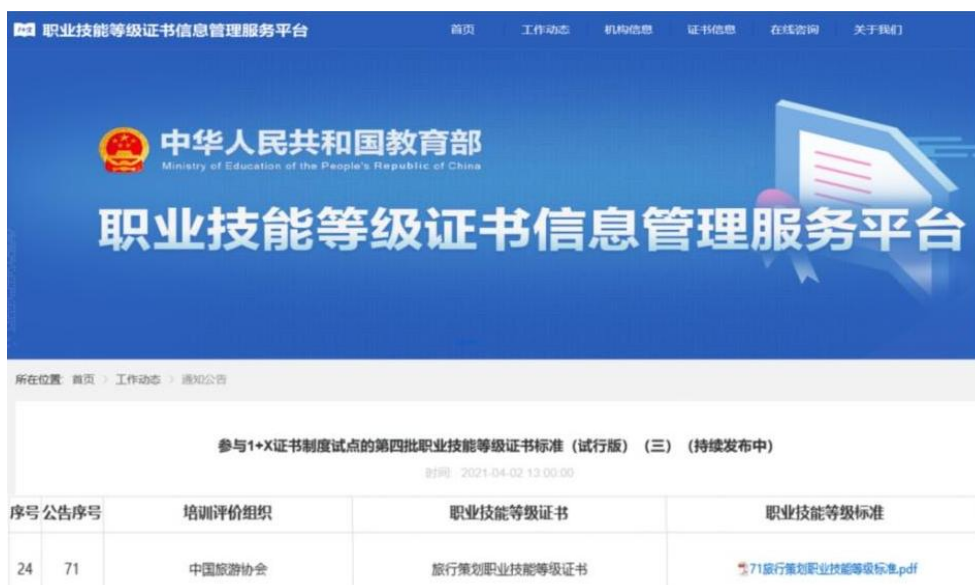 职业技能等级证书信息管理服务平台 首页 工作动态 机构信息 证书信息 在线咨询 关于我们
中华人民共和国教育部
Ministry of Education of the People's Republic of China
职业技能等级证书信息管理服务平台
所在位置: 首页 > 工作动态 > 通知公告
参与1+X证书制度试点的第四批职业技能等级证书标准（试行版）（三）（持续发布中）
时间：2021-04-02 13:00:00
序号 公告序号 培训评价组织 职业技能等级证书 职业技能等级标准
24 71 中国旅游协会 旅行策划职业技能等级证书 71旅行策划职业技能等级标准.pdf